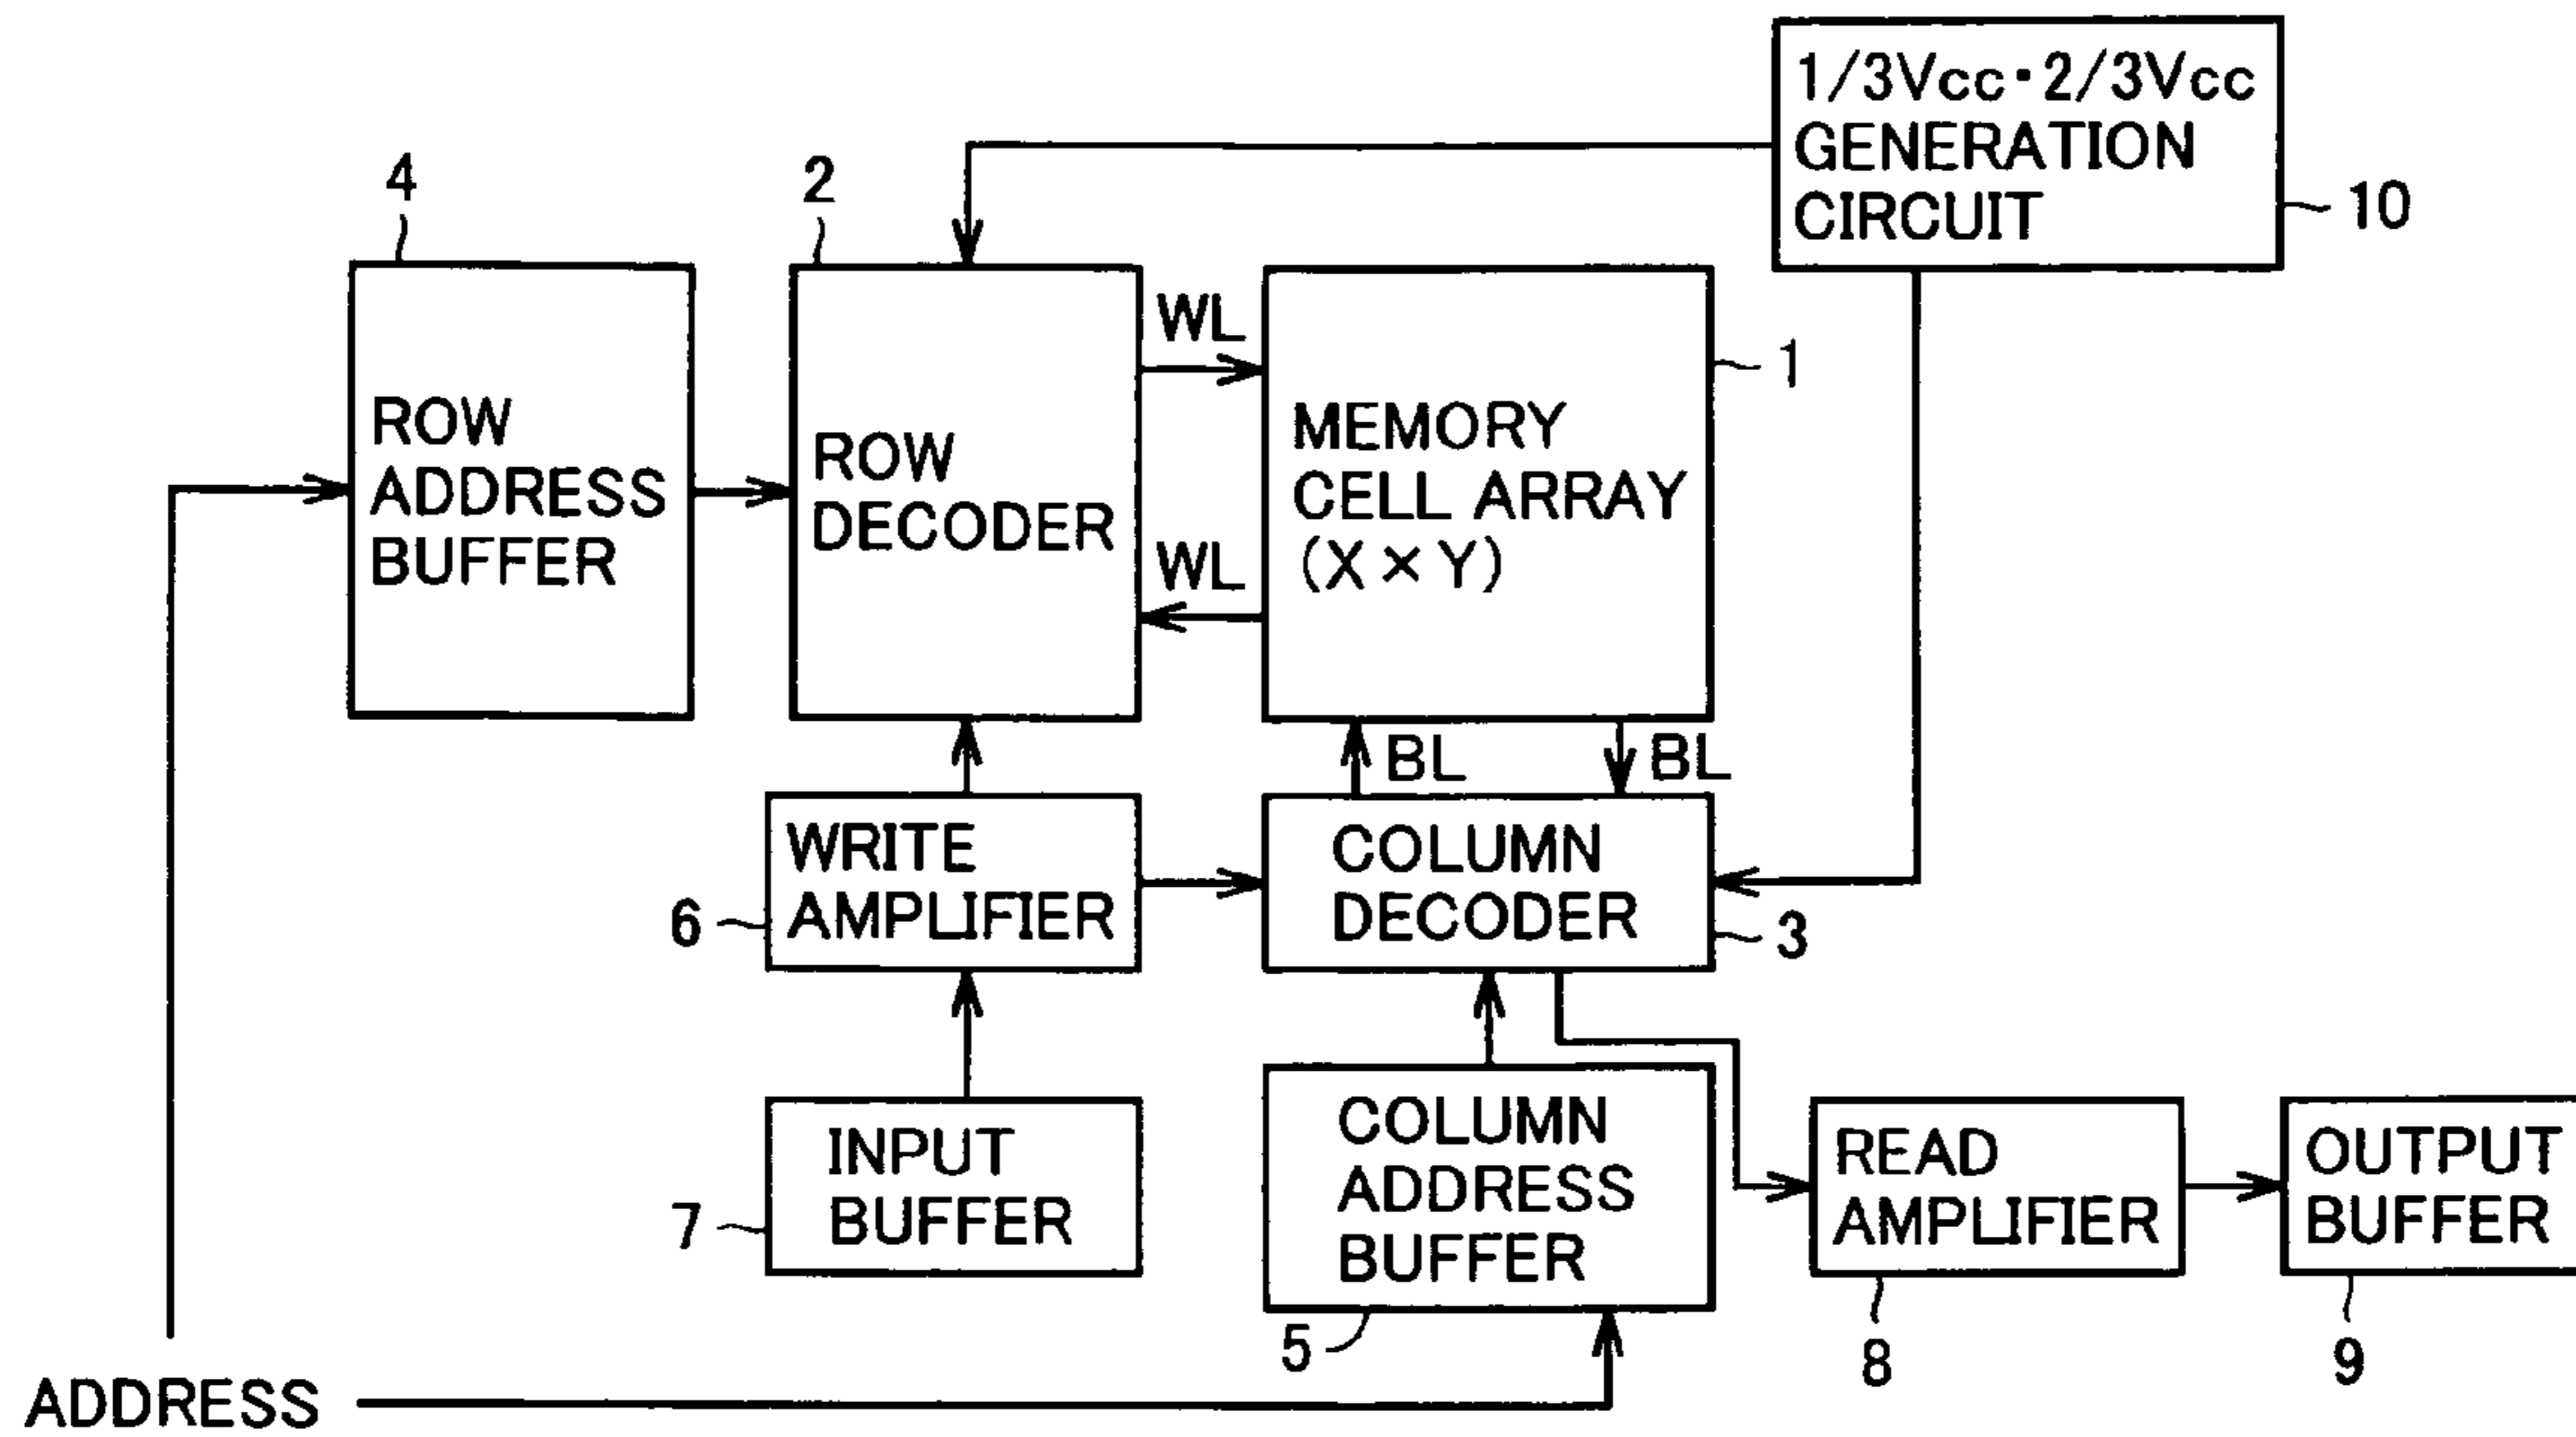 1/3Vcc･2/3Vcc
GENERATION
CIRCUIT
10
4
2
ROW
ADDRESS
BUFFER
ROW
DECODER
WL
WL
MEMORY
CELL ARRAY
(X × Y)
1
BL
BL
WRITE
AMPLIFIER
6
COLUMN
DECODER
3
INPUT
BUFFER
7
COLUMN
ADDRESS
BUFFER
5
READ
AMPLIFIER
8
OUTPUT
BUFFER
9
ADDRESS